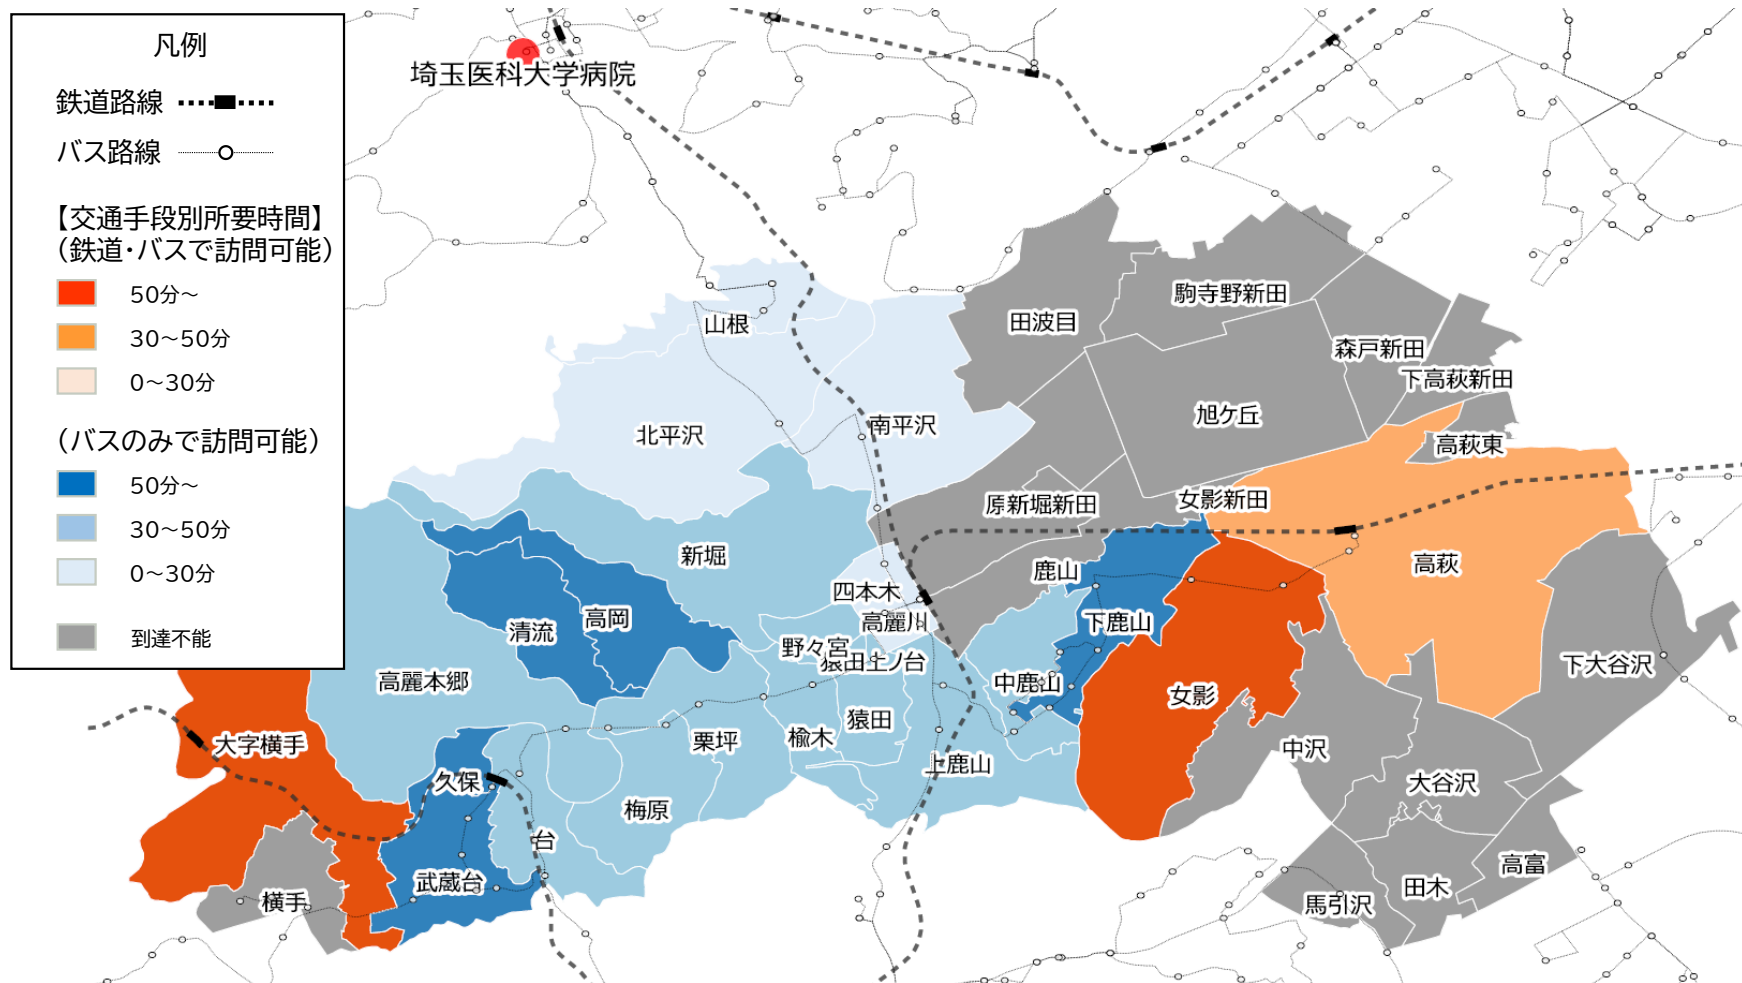 凡例
鉄道路線
バス路線
【交通手段別所要時間】
（鉄道・バスで訪問可能）
50分～
30～50分
0～30分
（バスのみで訪問可能）
50分～
30～50分
0～30分
到達不能
埼玉医科大学病院
山根
田波目
駒寺野新田
森戸新田
下高萩新田
北平沢
南平沢
旭ケ丘
高萩東
原新堀新田
女影新田
新堀
鹿山
高萩
四本木
高麗川
清流
高岡
下鹿山
野々宮
猿田上ノ台
下大谷沢
高麗本郷
中鹿山
女影
猿田
大字横手
栗坪
楡木
中沢
上鹿山
久保
大谷沢
梅原
台
武蔵台
高富
横手
田木
馬引沢